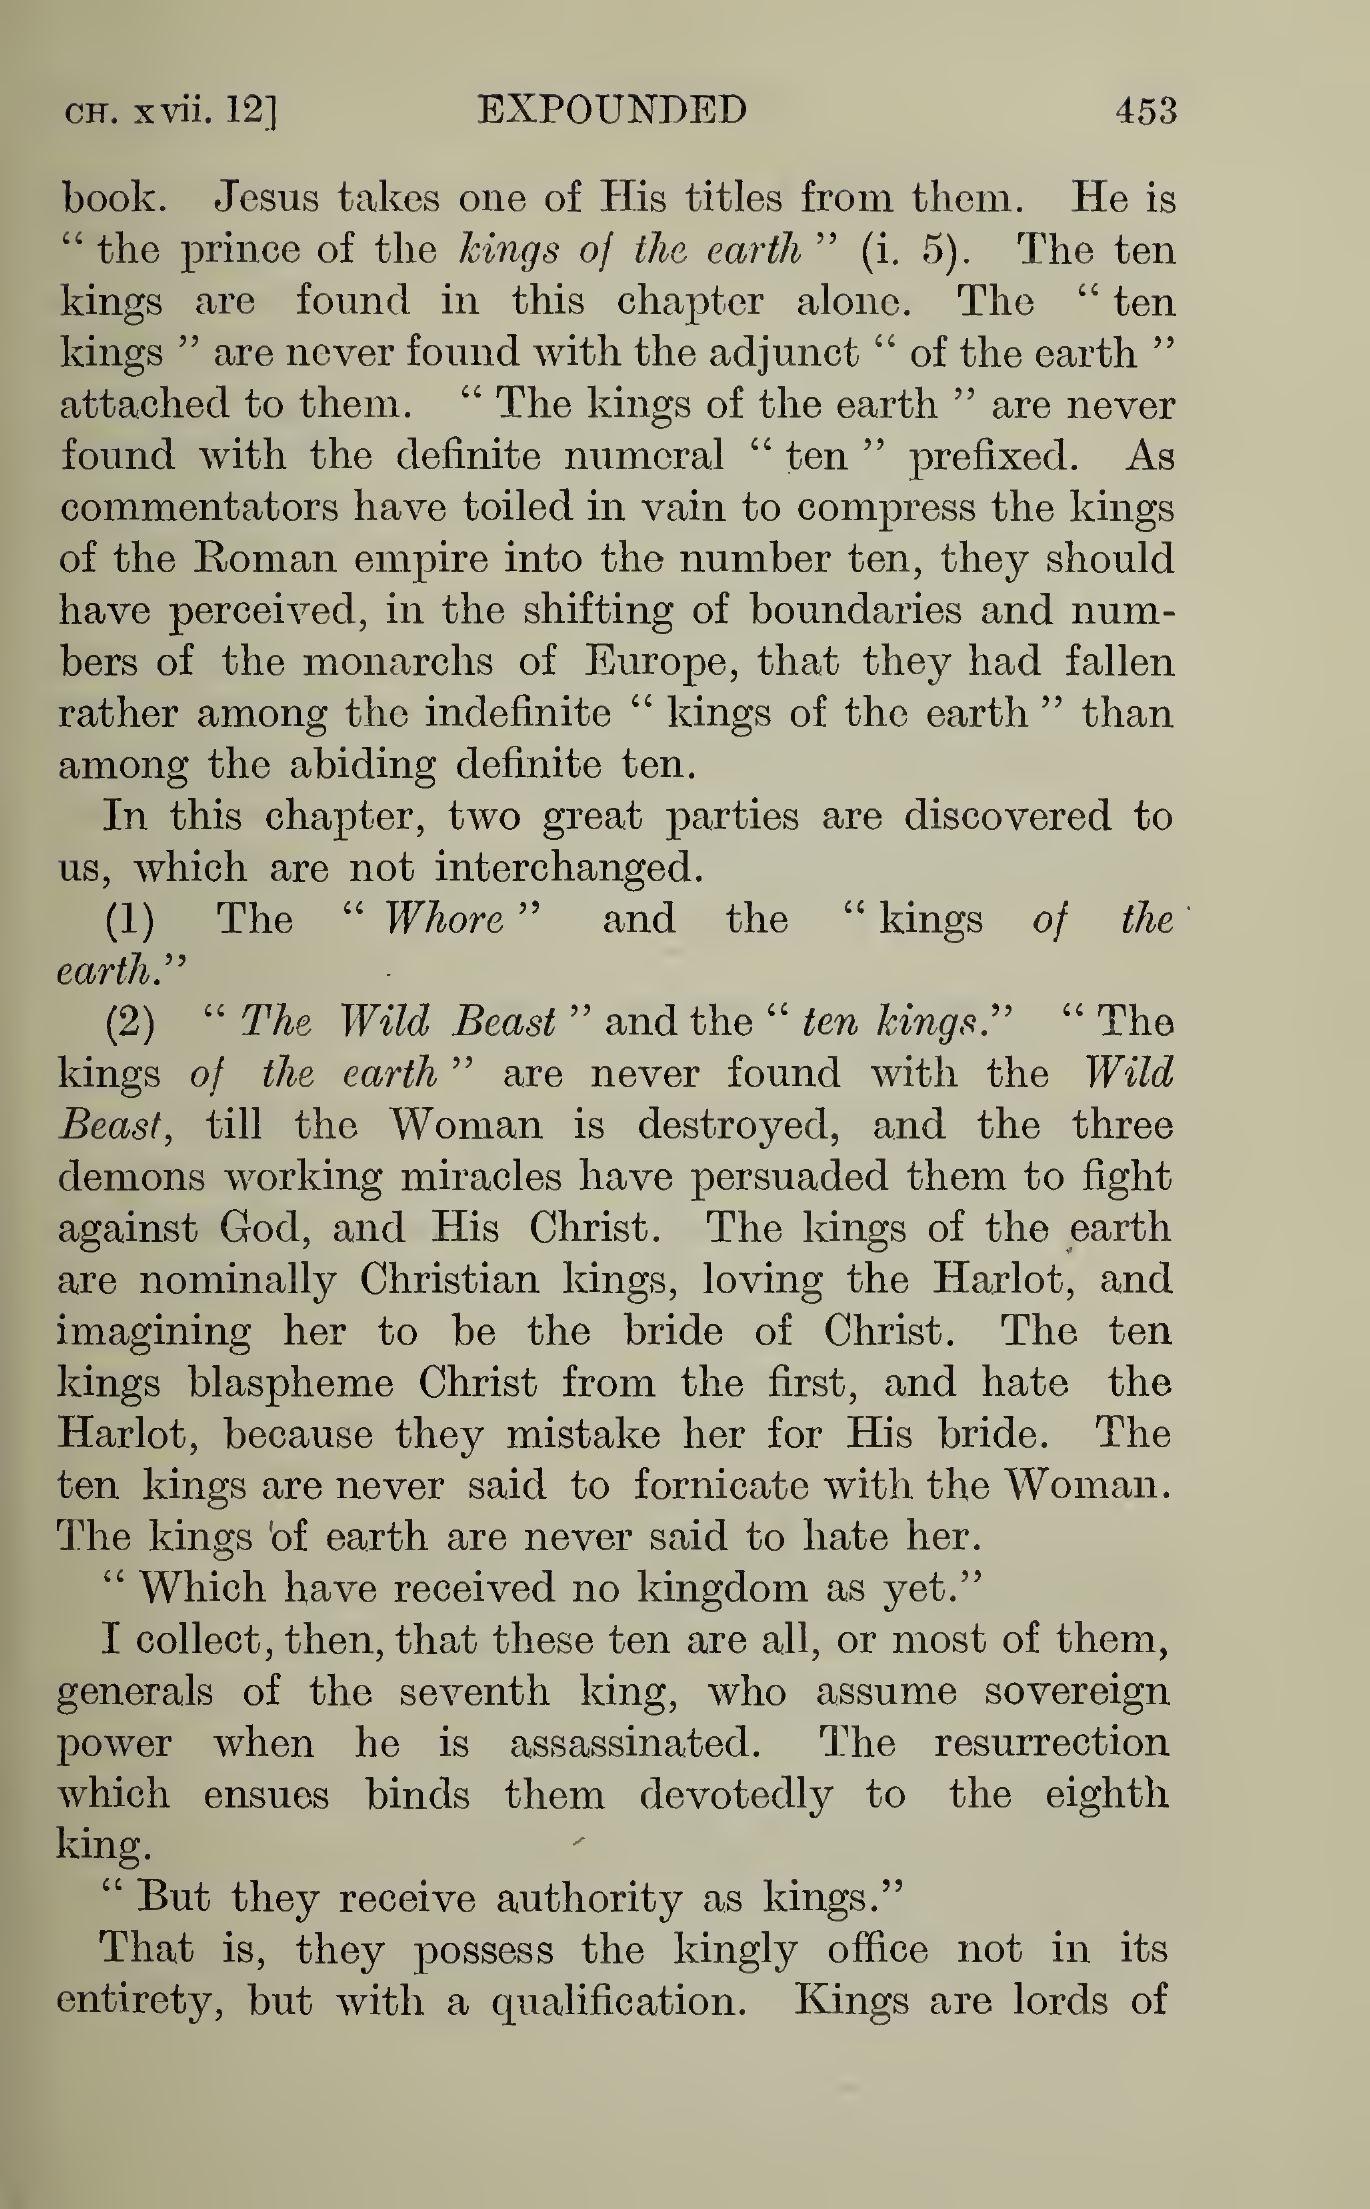 CH. xvii. 12] EXPOUNDED 453
book. Jesus takes one of His titles from them. He is
“ the prince of the kings of the earth ” (i. 5). The ten
kings are found in this chapter alone. The “ ten
kings ” are never found with the adjunct “ of the earth ”
attached to them. “ The kings of the earth ” are never
found with the definite numeral “ ten ” prefixed. As
commentators have toiled in vain to compress the kings
of the Roman empire into the number ten, they should
have perceived, in the shifting of boundaries and num-
bers of the monarchs of Europe, that they had fallen
rather among the indefinite “ kings of the earth ” than
among the abiding definite ten.
In this chapter, two great parties are discovered to
us, which are not interchanged.
(1) The “ Whore ” and the “ kings of the
earth.”
(2) “ The Wild Beast ” and the “ ten kings.” “ The
kings of the earth ” are never found with the Wild
Beast, till the Woman is destroyed, and the three
demons working miracles have persuaded them to fight
against God, and His Christ. The kings of the earth
are nominally Christian kings, loving the Harlot, and
imagining her to be the bride of Christ. The ten
kings blaspheme Christ from the first, and hate the
Harlot, because they mistake her for His bride. The
ten kings are never said to fornicate with the Woman.
The kings of earth are never said to hate her.
“ Which have received no kingdom as yet.”
I collect, then, that these ten are all, or most of them,
generals of the seventh king, who assume sovereign
power when he is assassinated. The resurrection
which ensues binds them devotedly to the eighth
king.
“ But they receive authority as kings.”
That is, they possess the kingly office not in its
entirety, but with a qualification. Kings are lords of